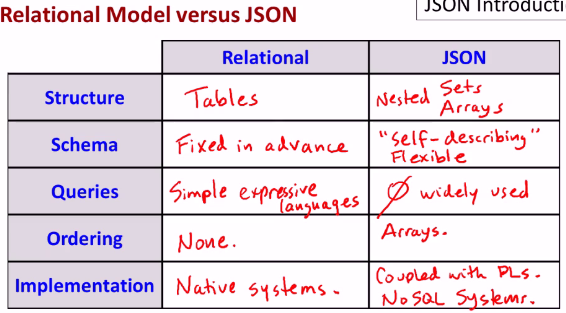 Relational Model versus JSON
JSON Introducti
Relational JSON
Structure Tables Nested Sets
Arrays
Schema Fixed in advance "Self-describing"
Flexible
Queries Simple expressive
languages ∅ widely used
Ordering None. Arrays.
Implementation Native systems. Coupled with PLs.
NoSQL Systems.